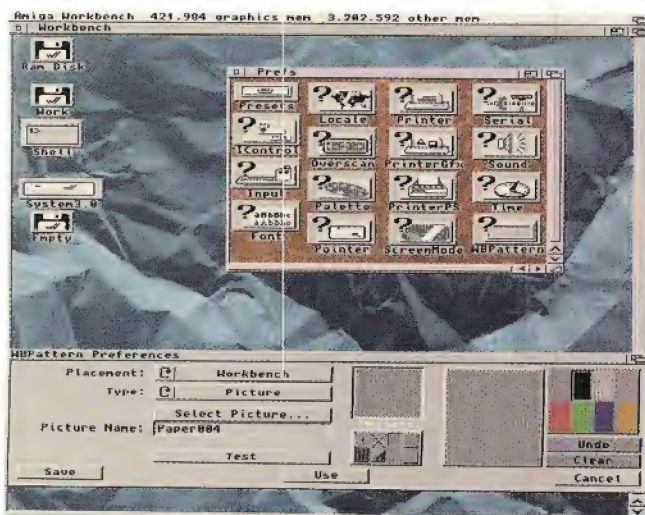 Amiga Workbench 421.984 graphics mem 3.202.592 other mem
Workbench
Ram Disk
Work
Shell
System3.0
Empty
Prefs
Presets
Locale
Printer
Serial
IControl
Overscan
PrinterGfx
Sound
Input
Palette
PrinterPS
Time
Font
Pointer
ScreenMode
WBPattern
WBPattern Preferences
Placement: Workbench
Type: Picture
Select Picture...
Picture Name: Paper004
Test
Undo
Clear
Save
Use
Cancel